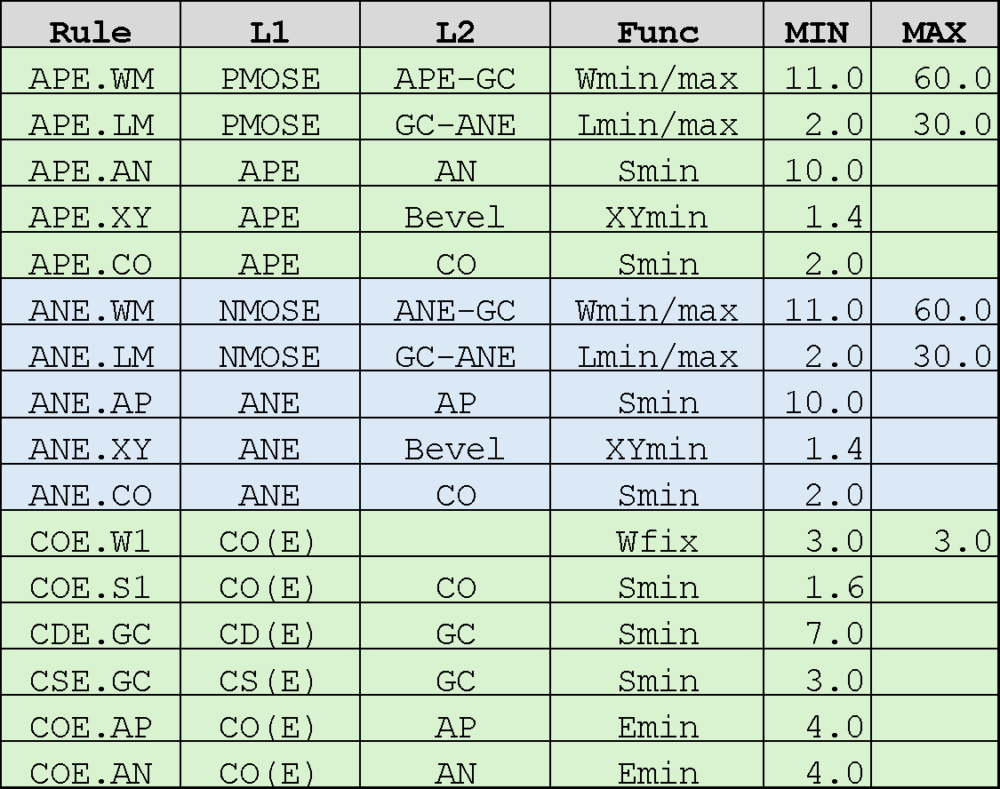 Rule L1 L2 Func MIN MAX
APE.WM PMOSE APE-GC Wmin/max 11.0 60.0
APE.LM PMOSE GC-ANE Lmin/max 2.0 30.0
APE.AN APE AN Smin 10.0
APE.XY APE Bevel XYmin 1.4
APE.CO APE CO Smin 2.0
ANE.WM NMOSE ANE-GC Wmin/max 11.0 60.0
ANE.LM NMOSE GC-ANE Lmin/max 2.0 30.0
ANE.AP ANE AP Smin 10.0
ANE.XY ANE Bevel XYmin 1.4
ANE.CO ANE CO Smin 2.0
COE.W1 CO(E) Wfix 3.0 3.0
COE.S1 CO(E) CO Smin 1.6
CDE.GC CD(E) GC Smin 7.0
CSE.GC CS(E) GC Smin 3.0
COE.AP CO(E) AP Emin 4.0
COE.AN CO(E) AN Emin 4.0